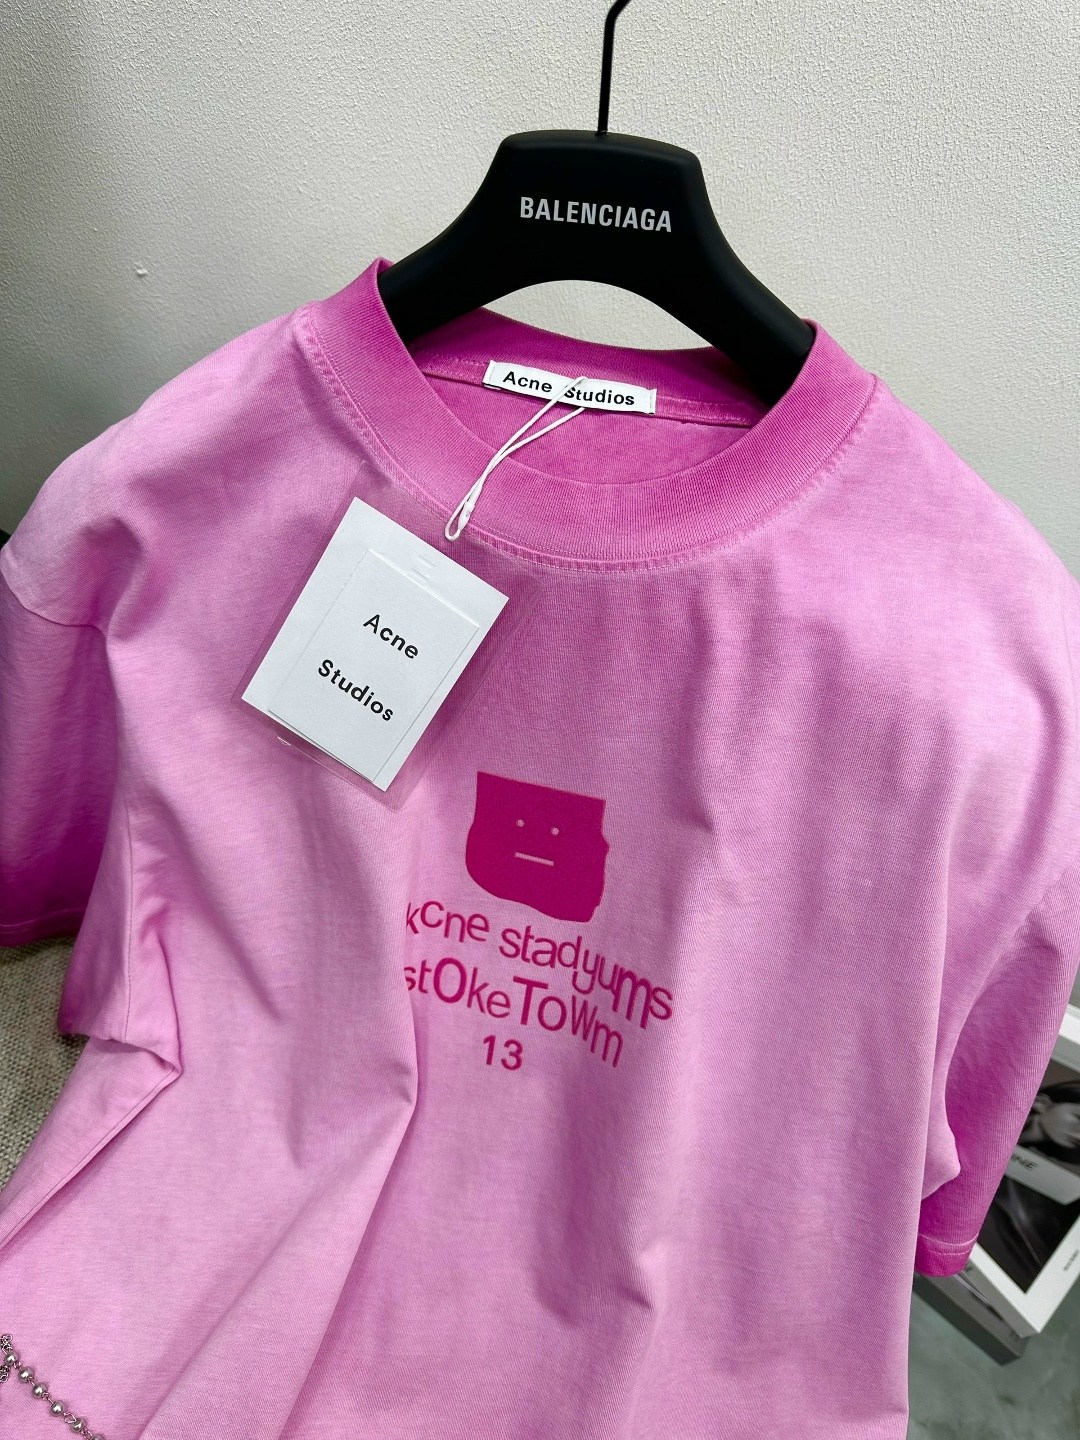 BALENCIAGA
Acne Studios
Acne
Studios
kcne stadyums
stOkeToWm
13